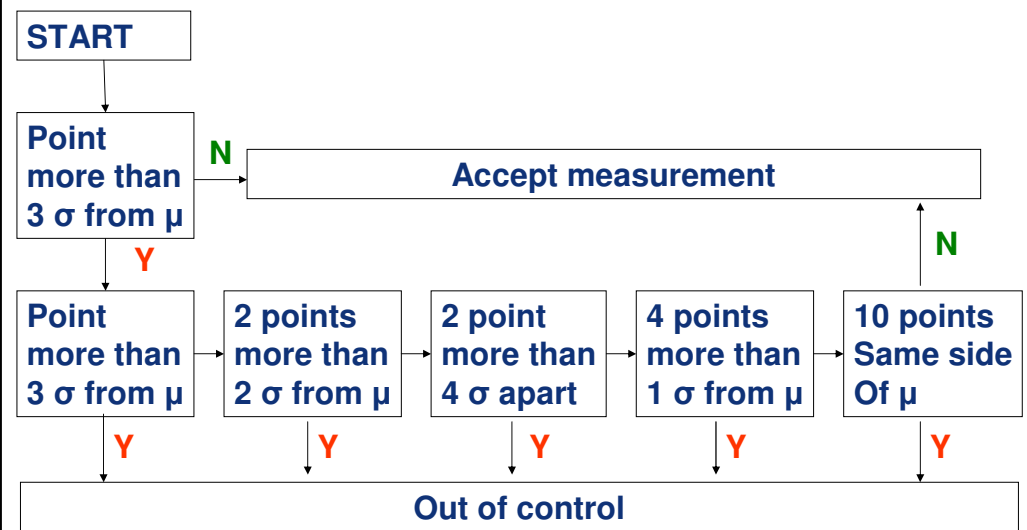 START
Point
more than
3 σ from μ
N
Accept measurement
Y
N
Point
more than
3 σ from μ
2 points
more than
2 σ from μ
2 point
more than
4 σ apart
4 points
more than
1 σ from μ
10 points
Same side
Of μ
Y
Y
Y
Y
Y
Out of control